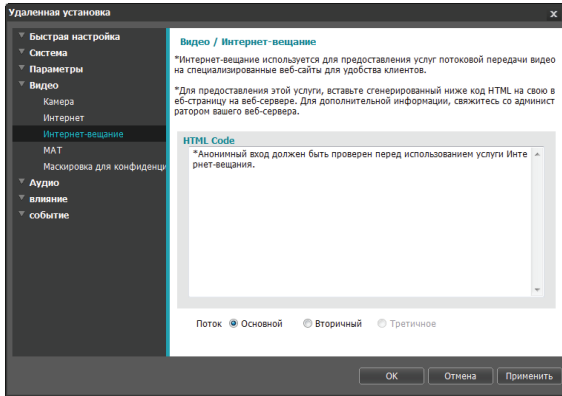 Удаленная установка
x
Быстрая настройка
Система
Параметры
Видео
Камера
Интернет
Интернет-вещание
MAT
Маскировка для конфиденци
Аудио
влияние
событие
Видео / Интернет-вещание
*Интернет-вещание используется для предоставления услуг потоковой передачи видео
на специализированные веб-сайты для удобства клиентов.
*Для предоставления этой услуги, вставьте сгенерированный ниже код HTML на свою в
еб-страницу на веб-сервере. Для дополнительной информации, свяжитесь со админист
ратором вашего веб-сервера.
HTML Code
*Анонимный вход должен быть проверен перед использованием услуги Инте
рнет-вещания.
Поток Основной Вторичный Третичное
OK Отмена Применить